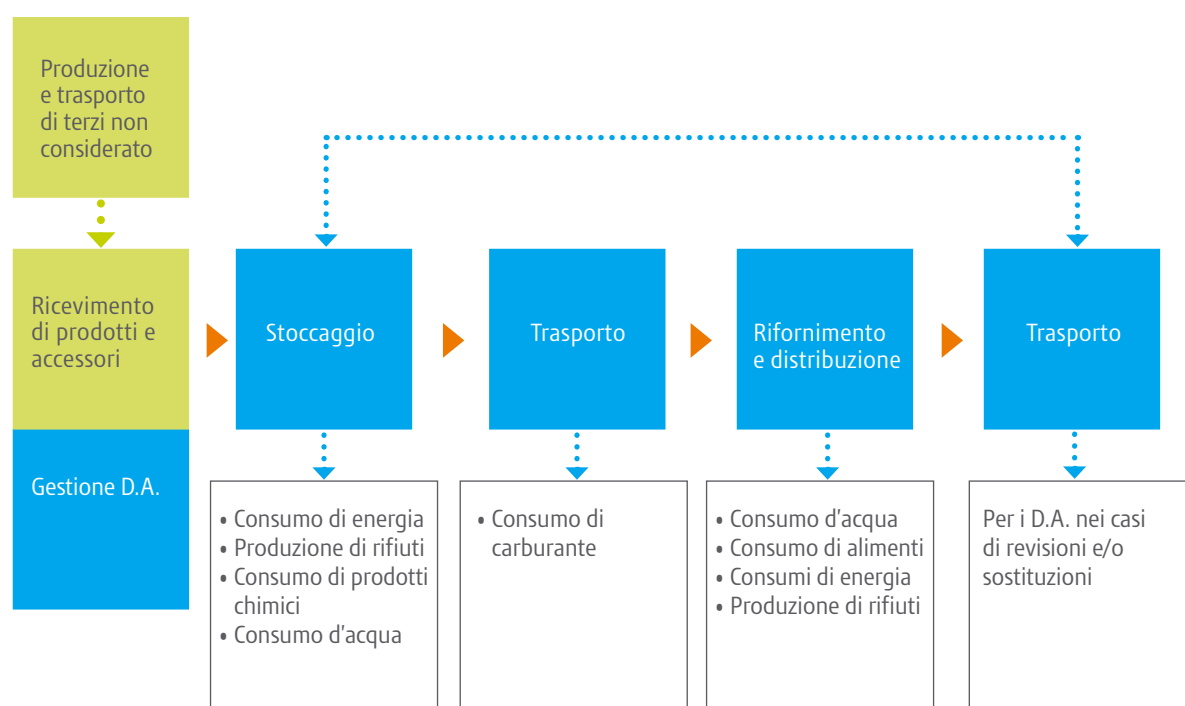 Produzione
e trasporto
di terzi non
considerato
Ricevimento
di prodotti e
accessori
Gestione D.A.
Stoccaggio
Trasporto
Rifornimento
e distribuzione
Trasporto
• Consumo di energia
• Produzione di rifiuti
• Consumo di prodotti
chimici
• Consumo d'acqua
• Consumo di
carburante
• Consumo d'acqua
• Consumo di alimenti
• Consumi di energia
• Produzione di rifiuti
Per i D.A. nei casi
di revisioni e/o
sostituzioni